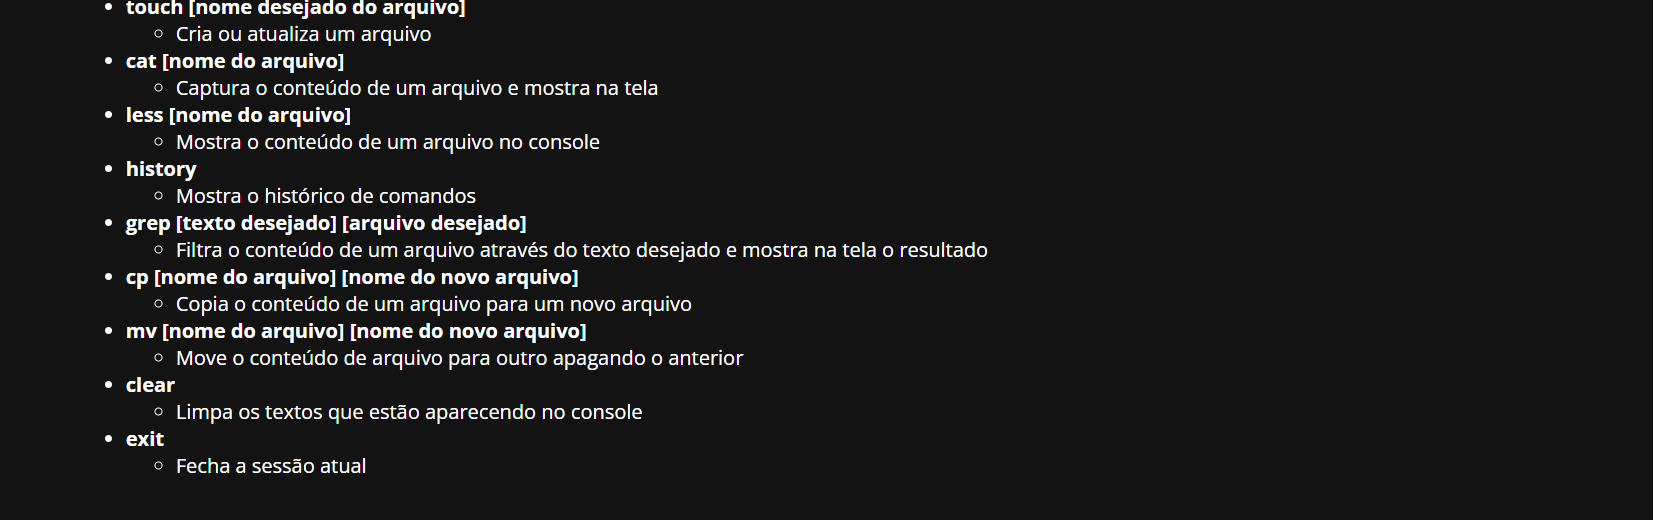 touch [nome desejado do arquivo]
Cria ou atualiza um arquivo
cat [nome do arquivo]
Captura o conteúdo de um arquivo e mostra na tela
less [nome do arquivo]
Mostra o conteúdo de um arquivo no console
history
Mostra o histórico de comandos
grep [texto desejado] [arquivo desejado]
Filtra o conteúdo de um arquivo através do texto desejado e mostra na tela o resultado
cp [nome do arquivo] [nome do novo arquivo]
Copia o conteúdo de um arquivo para um novo arquivo
mv [nome do arquivo] [nome do novo arquivo]
Move o conteúdo de arquivo para outro apagando o anterior
clear
Limpa os textos que estão aparecendo no console
exit
Fecha a sessão atual